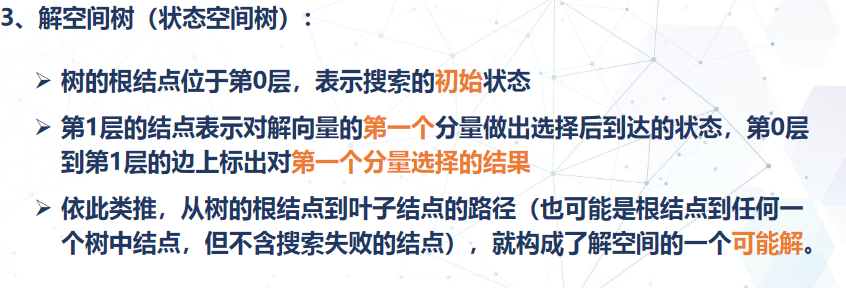 3、解空间树（状态空间树）：
➢ 树的根结点位于第0层，表示搜索的初始状态
➢ 第1层的结点表示对解向量的第一个分量做出选择后到达的状态，第0层
到第1层的边上标出对第一个分量选择的结果
➢ 依此类推，从树的根结点到叶子结点的路径（也可能是根结点到任何一
个树中结点，但不含搜索失败的结点），就构成了解空间的一个可能解。